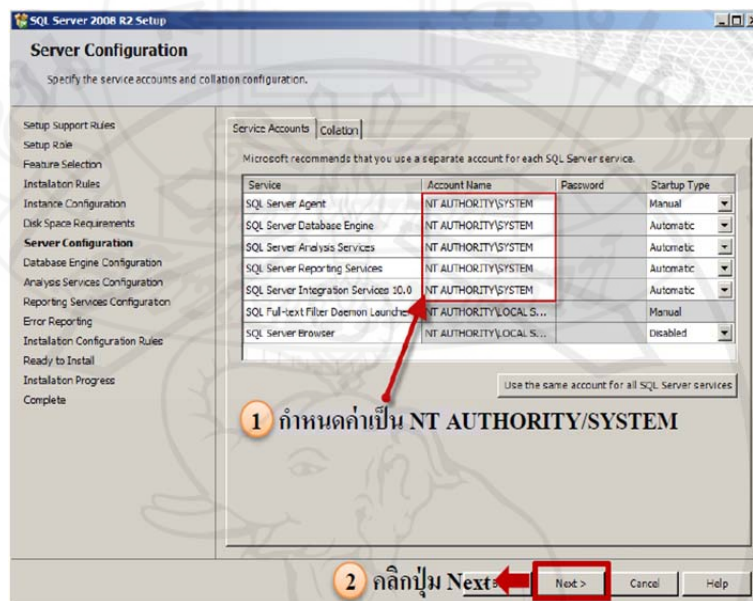 SQL Server 2008 R2 Setup
Server Configuration
Specify the service accounts and collation configuration.
Setup Support Rules
Setup Role
Feature Selection
Installation Rules
Instance Configuration
Disk Space Requirements
Server Configuration
Database Engine Configuration
Analysis Services Configuration
Reporting Services Configuration
Error Reporting
Installation Configuration Rules
Ready to Install
Installation Progress
Complete
Service Accounts Collation
Microsoft recommends that you use a separate account for each SQL Server service.
Service Account Name Password Startup Type
SQL Server Agent NT AUTHORITY\SYSTEM Manual
SQL Server Database Engine NT AUTHORITY\SYSTEM Automatic
SQL Server Analysis Services NT AUTHORITY\SYSTEM Automatic
SQL Server Reporting Services NT AUTHORITY\SYSTEM Automatic
SQL Server Integration Services 10.0 NT AUTHORITY\SYSTEM Automatic
SQL Full-text Filter Daemon Launcher NT AUTHORITY\LOCAL S... Manual
SQL Server Browser NT AUTHORITY\LOCAL S... Disabled
Use the same account for all SQL Server services
1 กำหนดค่าเป็น NT AUTHORITY/SYSTEM
2 คลิกปุ่ม Next
Next > Cancel Help